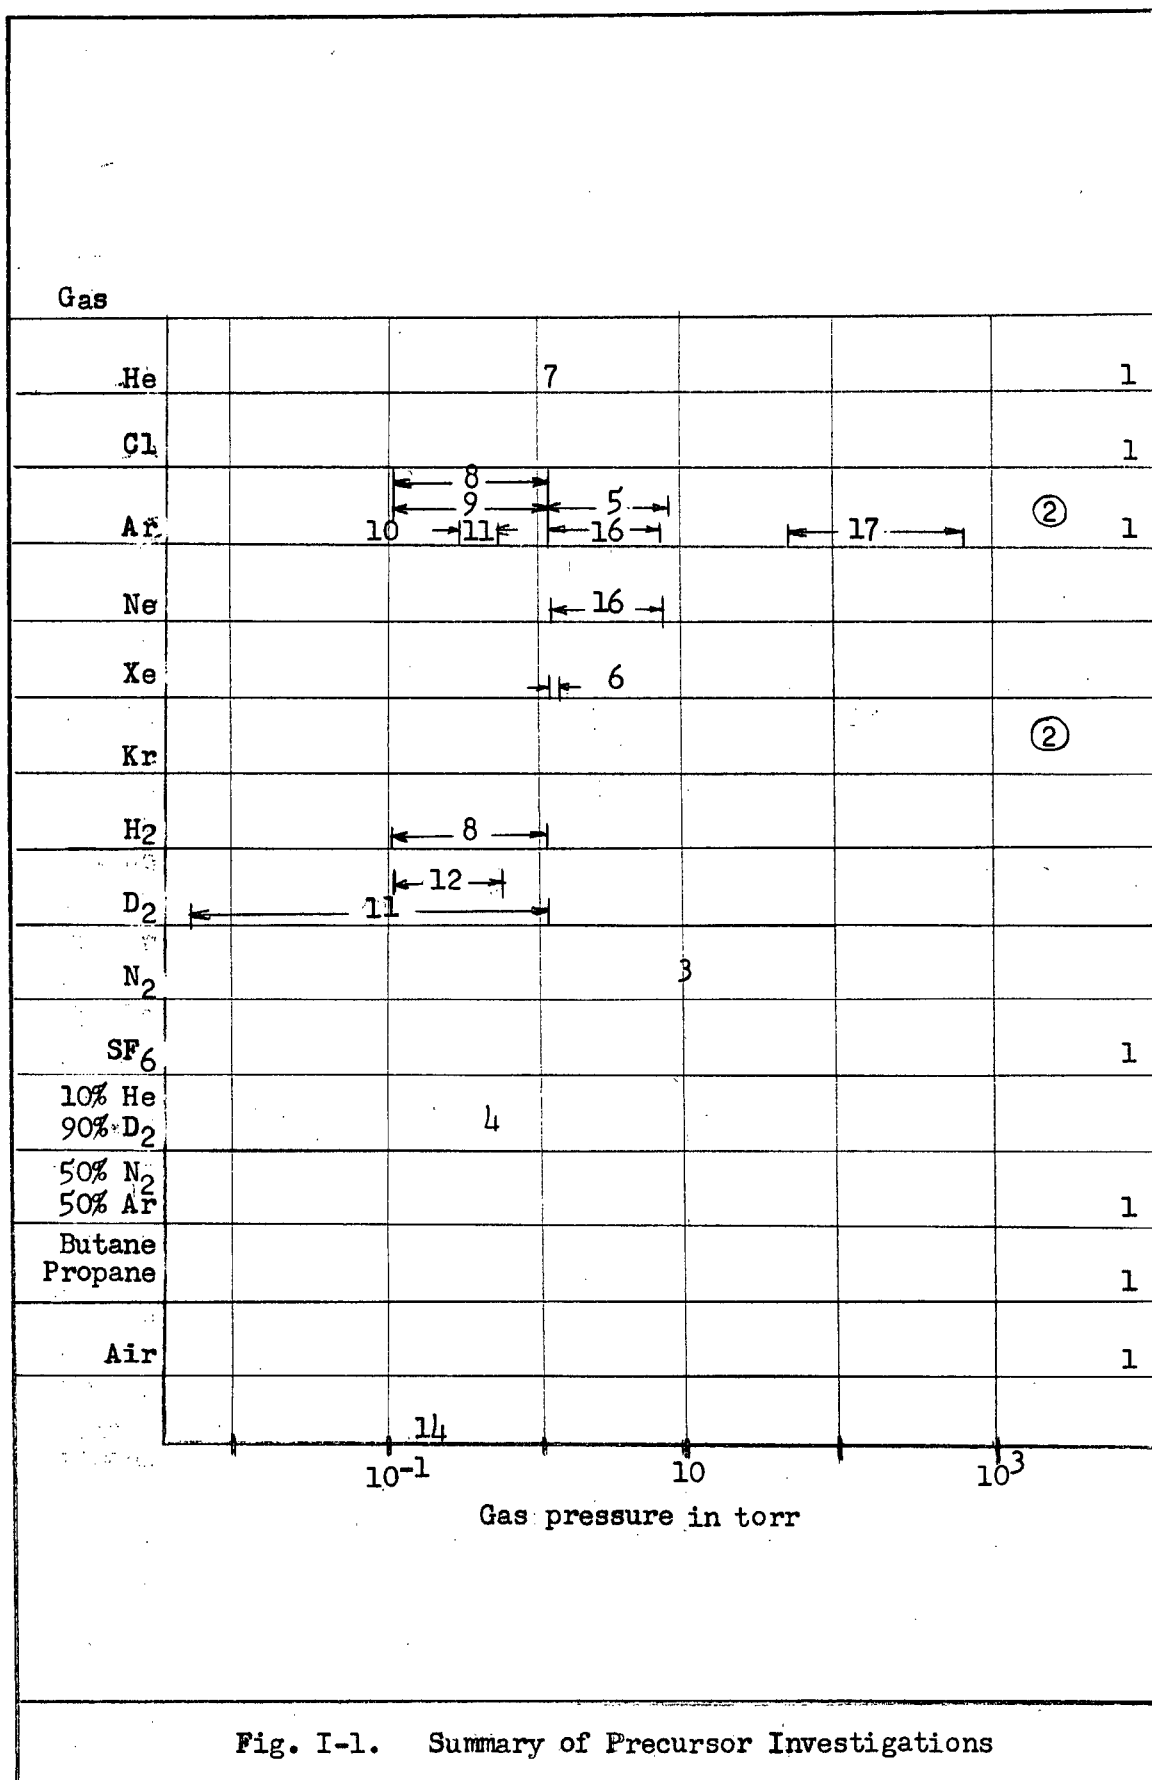 Gas
He 7 1
Cl 1
8
9 5 ②
Ar 10 11 16 17 1
Ne 16
Xe 6
Kr ②
H2 8
12
D2 11
N2 3
SF6 1
10% He
90% D2 4
50% N2
50% Ar 1
Butane
Propane 1
Air 1
14
10-1 10 103
Gas pressure in torr
Fig. I-1. Summary of Precursor Investigations